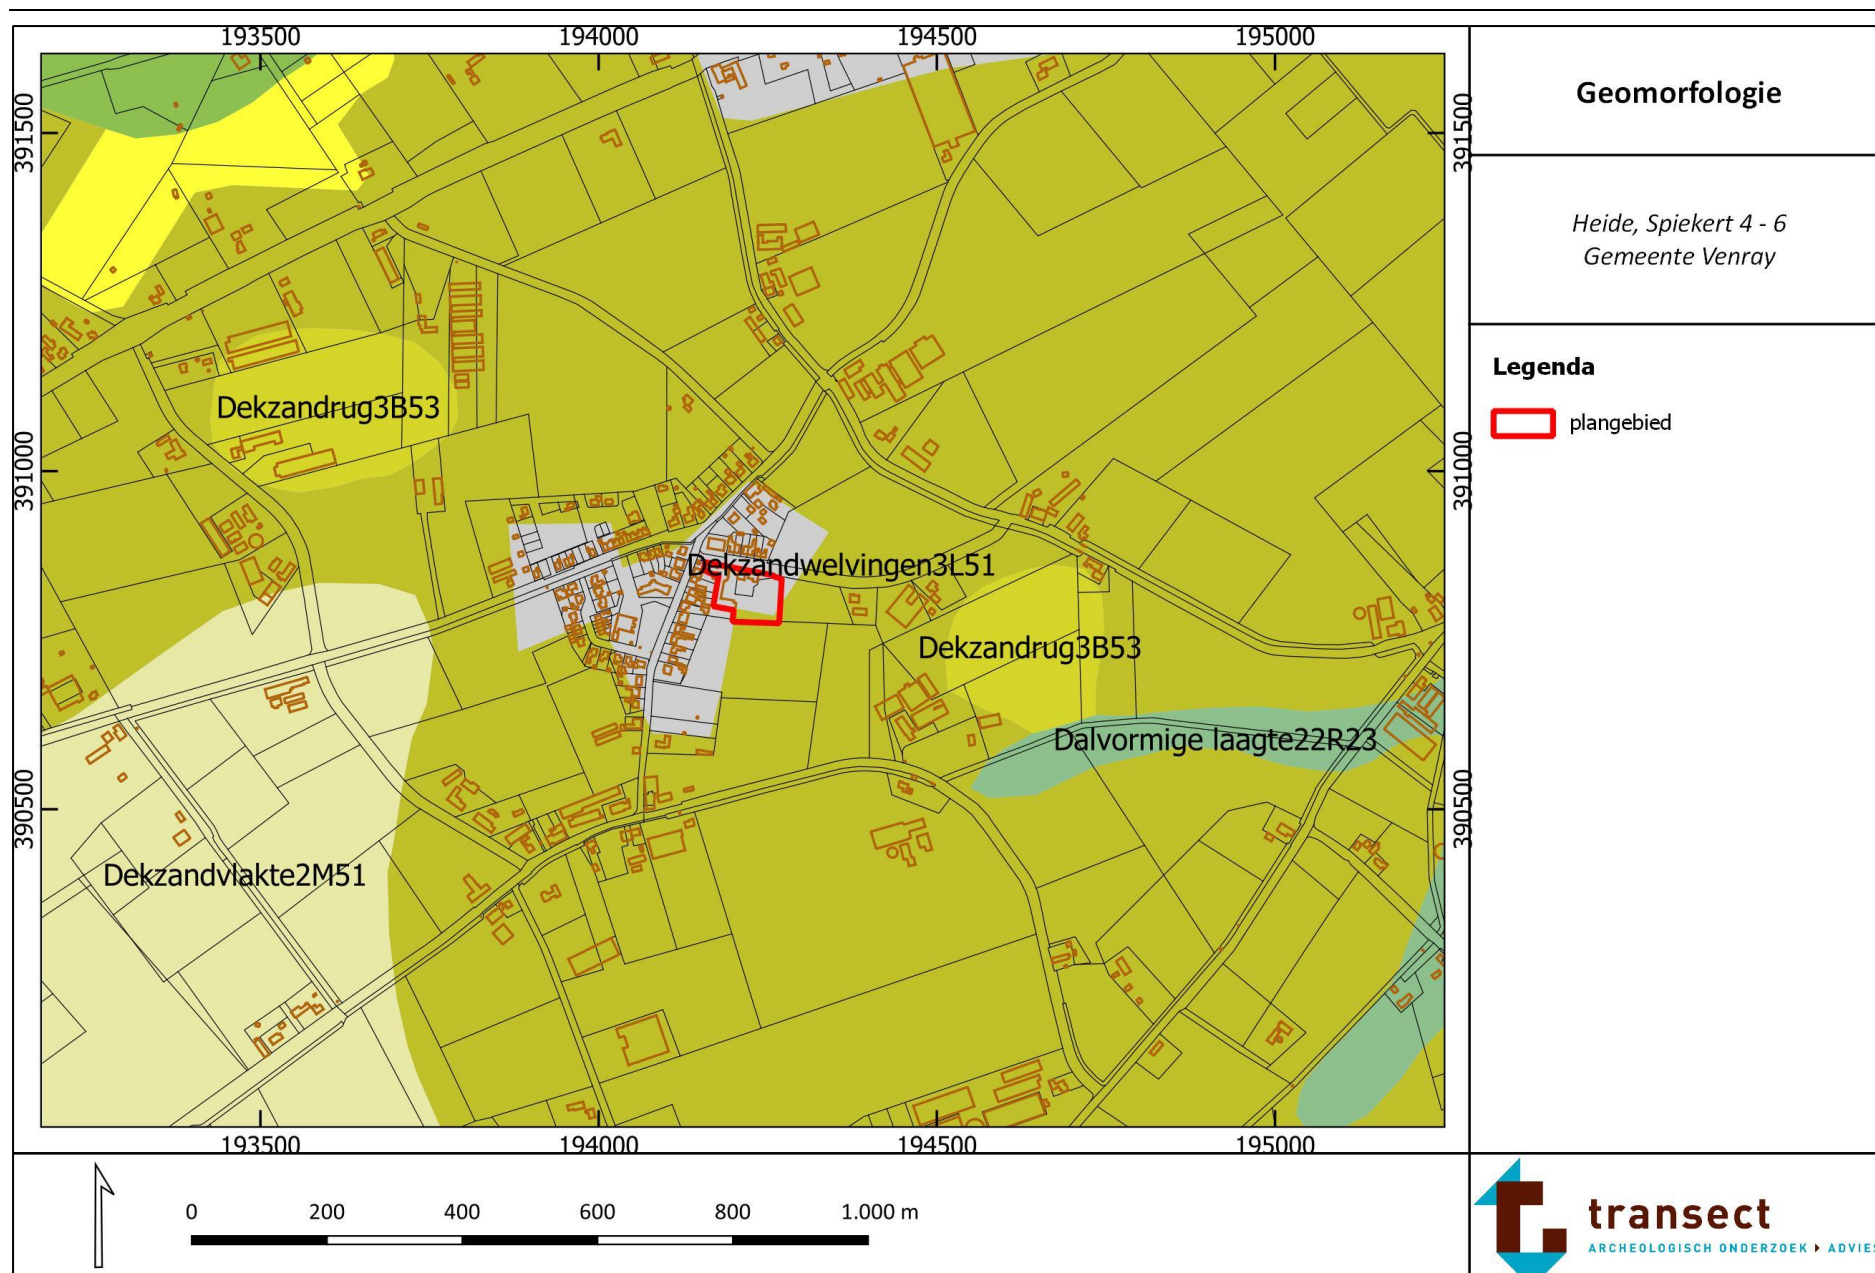 193500
194000
194500
195000
391500
391500
Geomorfologie
Heide, Spiekert 4 - 6
Gemeente Venray
Legenda
plangebied
Dekzandrug3B53
391000
391000
Dekzandwelvingen3L51
Dekzandrug3B53
Dalvormige laagte22R23
390500
390500
Dekzandvlakte2M51
193500
194000
194500
195000
0 200 400 600 800 1.000 m
transect
ARCHEOLOGISCH ONDERZOEK ADVIES